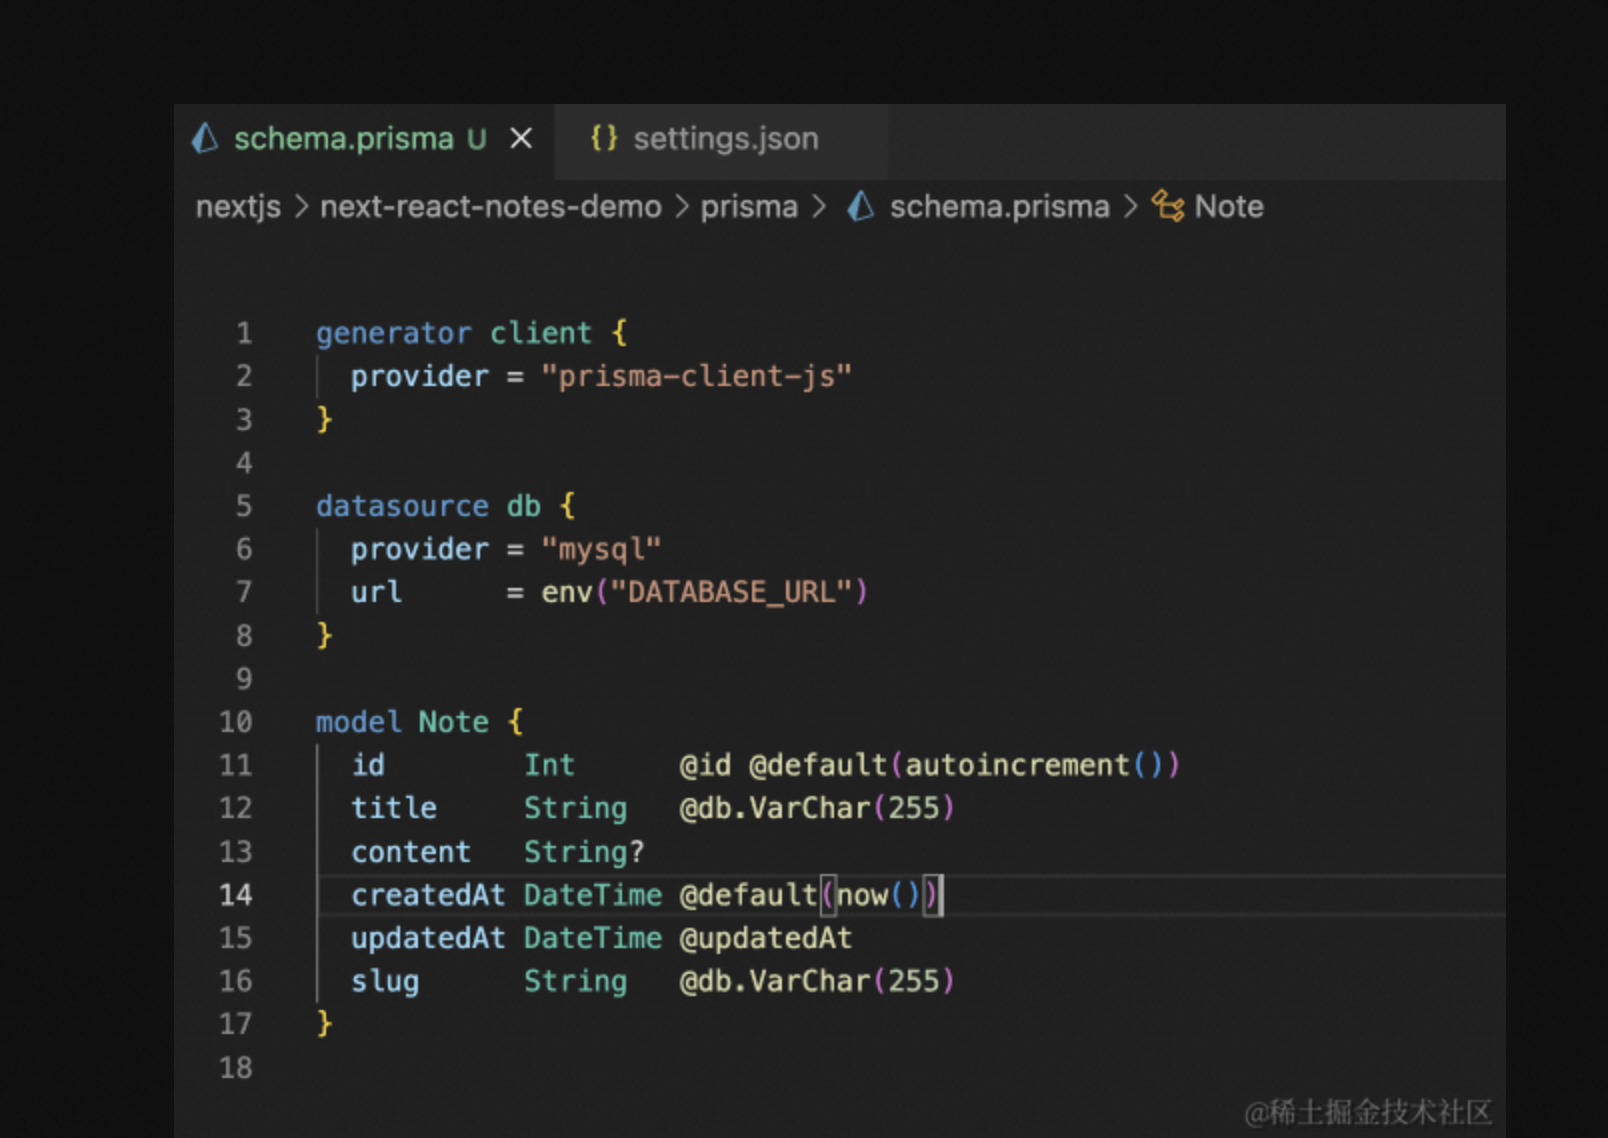 schema.prisma U × {} settings.json
nextjs > next-react-notes-demo > prisma > schema.prisma > Note
1 generator client {
2   provider = "prisma-client-js"
3 }
4
5 datasource db {
6   provider = "mysql"
7   url      = env("DATABASE_URL")
8 }
9
10 model Note {
11   id        Int      @id @default(autoincrement())
12   title     String   @db.VarChar(255)
13   content   String?
14   createdAt DateTime @default(now())
15   updatedAt DateTime @updatedAt
16   slug      String   @db.VarChar(255)
17 }
18
@稀土掘金技术社区